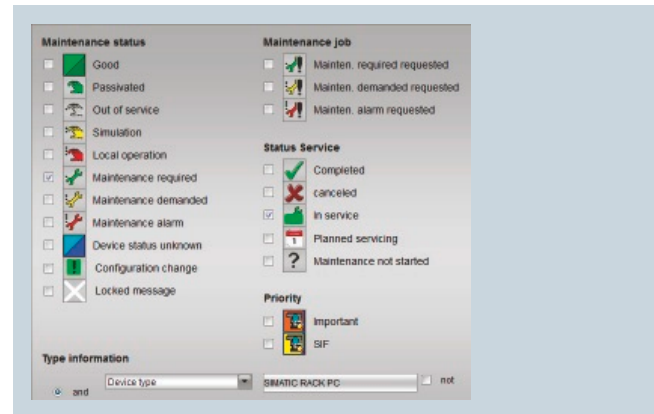 Maintenance status
Good
Passivated
Out of service
Simulation
Local operation
Maintenance required
Maintenance demanded
Maintenance alarm
Device status unknown
Configuration change
Locked message
Maintenance job
Mainten. required requested
Mainten. demanded requested
Mainten. alarm requested
Status Service
Completed
canceled
In service
1
Planned servicing
?
Maintenance not started
Priority
Important
SIF
Type information
and
Device type
SIMATIC RACK PC
not